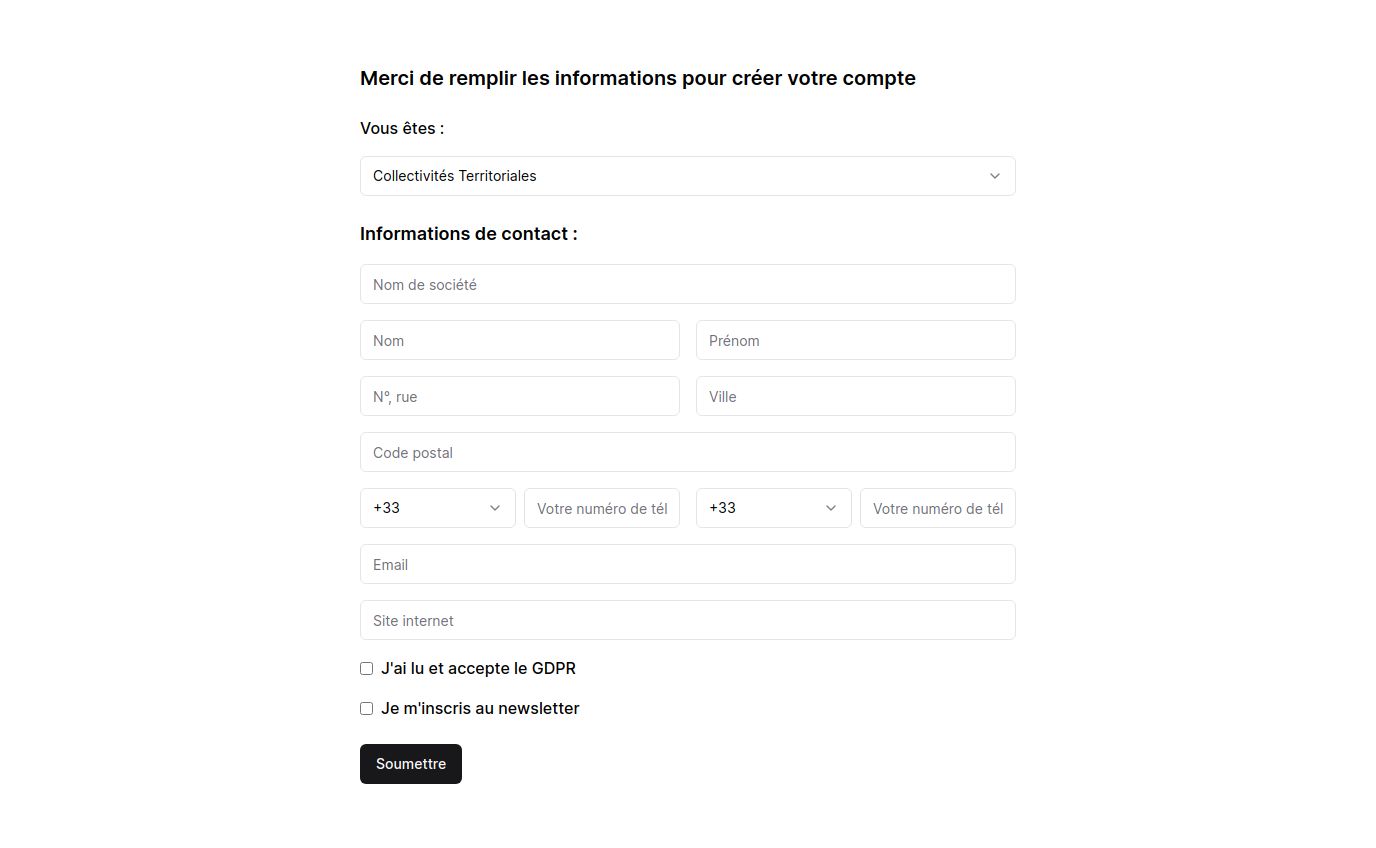 Merci de remplir les informations pour créer votre compte
Vous êtes :
Collectivités Territoriales
Informations de contact :
Nom de société
Nom
Prénom
N°, rue
Ville
Code postal
+33
Votre numéro de tél
+33
Votre numéro de tél
Email
Site internet
J'ai lu et accepte le GDPR
Je m'inscris au newsletter
Soumettre